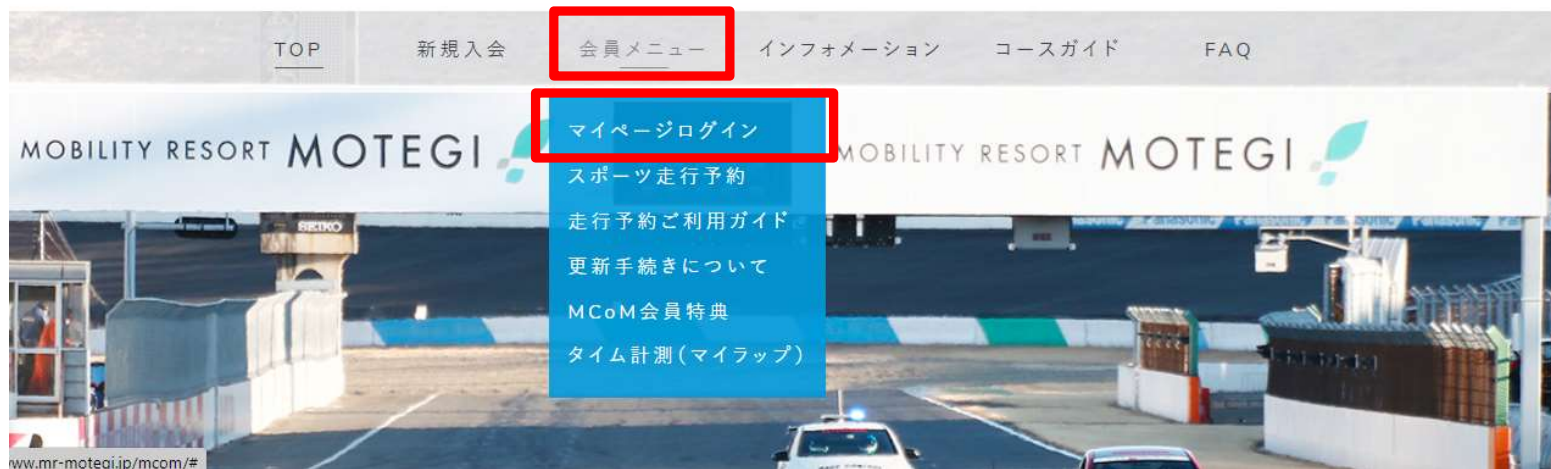 TOP 新規入会 会員メニュー インフォメーション コースガイド FAQ
マイページログイン
MOBILITY RESORT MOTEGI
MOBILITY RESORT MOTEGI
スポーツ走行予約
走行予約ご利用ガイド
更新手続きについて
MCoM会員特典
タイム計測(マイラップ)
SEIKO
Panasonic
www.mr-motegi.jp/mcom/#